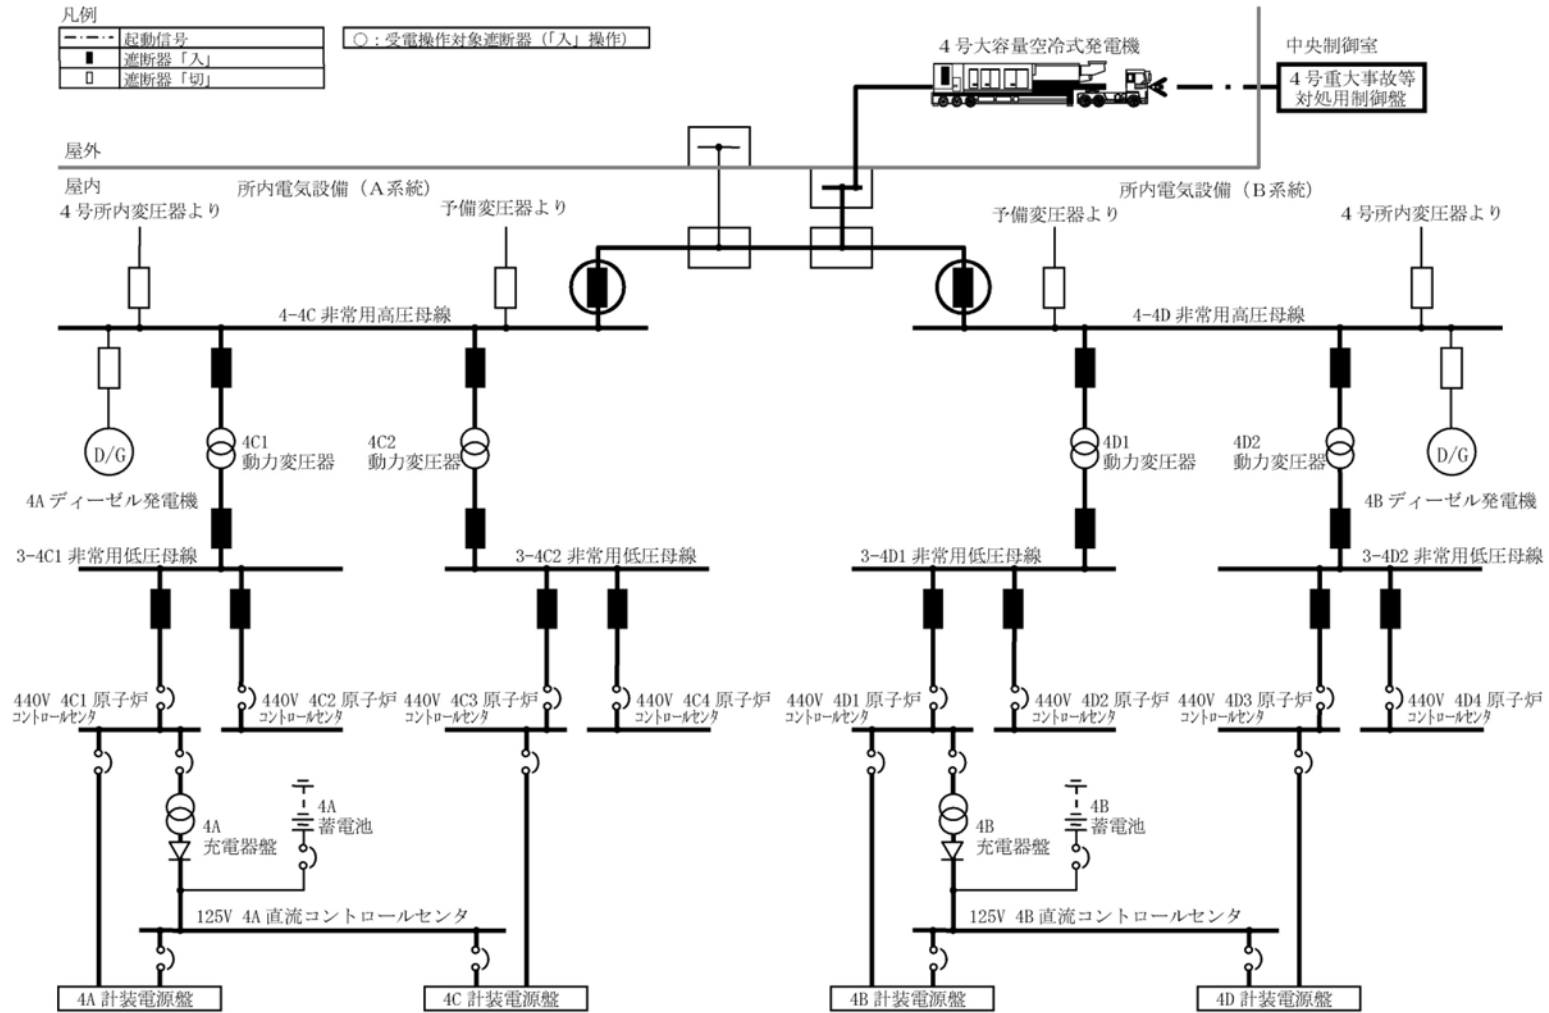 凡例
起動信号
遮断器「入」
遮断器「切」
○：受電操作対象遮断器（「入」操作）
４号大容量空冷式発電機
中央制御室
４号重大事故等
対処用制御盤
屋外
屋内
所内電気設備（Ａ系統）
所内電気設備（Ｂ系統）
４号所内変圧器より
予備変圧器より
予備変圧器より
４号所内変圧器より
4-4C 非常用高圧母線
4-4D 非常用高圧母線
D/G
4C1
動力変圧器
4C2
動力変圧器
4D1
動力変圧器
4D2
動力変圧器
D/G
4A ディーゼル発電機
4B ディーゼル発電機
3-4C1 非常用低圧母線
3-4C2 非常用低圧母線
3-4D1 非常用低圧母線
3-4D2 非常用低圧母線
440V 4C1 原子炉
コントロールセンタ
440V 4C2 原子炉
コントロールセンタ
440V 4C3 原子炉
コントロールセンタ
440V 4C4 原子炉
コントロールセンタ
440V 4D1 原子炉
コントロールセンタ
440V 4D2 原子炉
コントロールセンタ
440V 4D3 原子炉
コントロールセンタ
440V 4D4 原子炉
コントロールセンタ
4A
充電器盤
4A
蓄電池
4B
充電器盤
4B
蓄電池
125V 4A 直流コントロールセンタ
125V 4B 直流コントロールセンタ
4A 計装電源盤
4C 計装電源盤
4B 計装電源盤
4D 計装電源盤